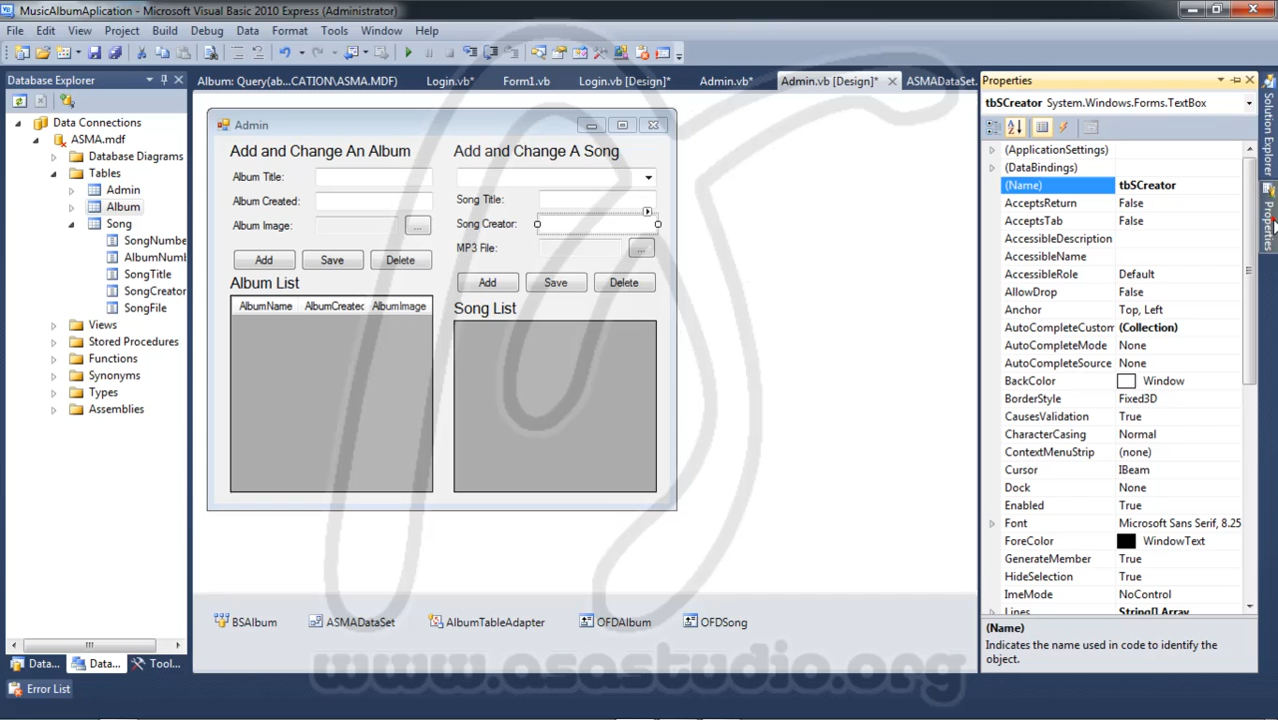 MusicAlbumAplication - Microsoft Visual Basic 2010 Express (Administrator)
File Edit View Project Build Debug Data Format Tools Window Help
Database Explorer
Album: Query(ab...CATION\ASMA.MDF) Login.vb* Form1.vb Login.vb [Design]* Admin.vb* Admin.vb [Design]* ASMADataSet.
Data Connections
ASMA.mdf
Database Diagrams
Tables
Admin
Album
Song
SongNumbe
AlbumNumb
SongTitle
SongCreator
SongFile
Views
Stored Procedures
Functions
Synonyms
Types
Assemblies
Data... Data... Tool...
Error List
Admin
Add and Change An Album
Album Title:
Album Created:
Album Image: ...
Add Save Delete
Album List
AlbumName AlbumCreated AlbumImage
Add and Change A Song
Song Title:
Song Creator:
MP3 File: ...
Add Save Delete
Song List
BSAlbum ASMADataSet AlbumTableAdapter OFDAlbum OFDSong
www.asastudio.org
Properties
tbSCreator System.Windows.Forms.TextBox
(ApplicationSettings)
(DataBindings)
(Name) tbSCreator
AcceptsReturn False
AcceptsTab False
AccessibleDescription
AccessibleName
AccessibleRole Default
AllowDrop False
Anchor Top, Left
AutoCompleteCustom (Collection)
AutoCompleteMode None
AutoCompleteSource None
BackColor Window
BorderStyle Fixed3D
CausesValidation True
CharacterCasing Normal
ContextMenuStrip (none)
Cursor IBeam
Dock None
Enabled True
Font Microsoft Sans Serif, 8.25
ForeColor WindowText
GenerateMember True
HideSelection True
ImeMode NoControl
Lines String[] Array
(Name)
Indicates the name used in code to identify the
object.
Solution Explorer
Properties